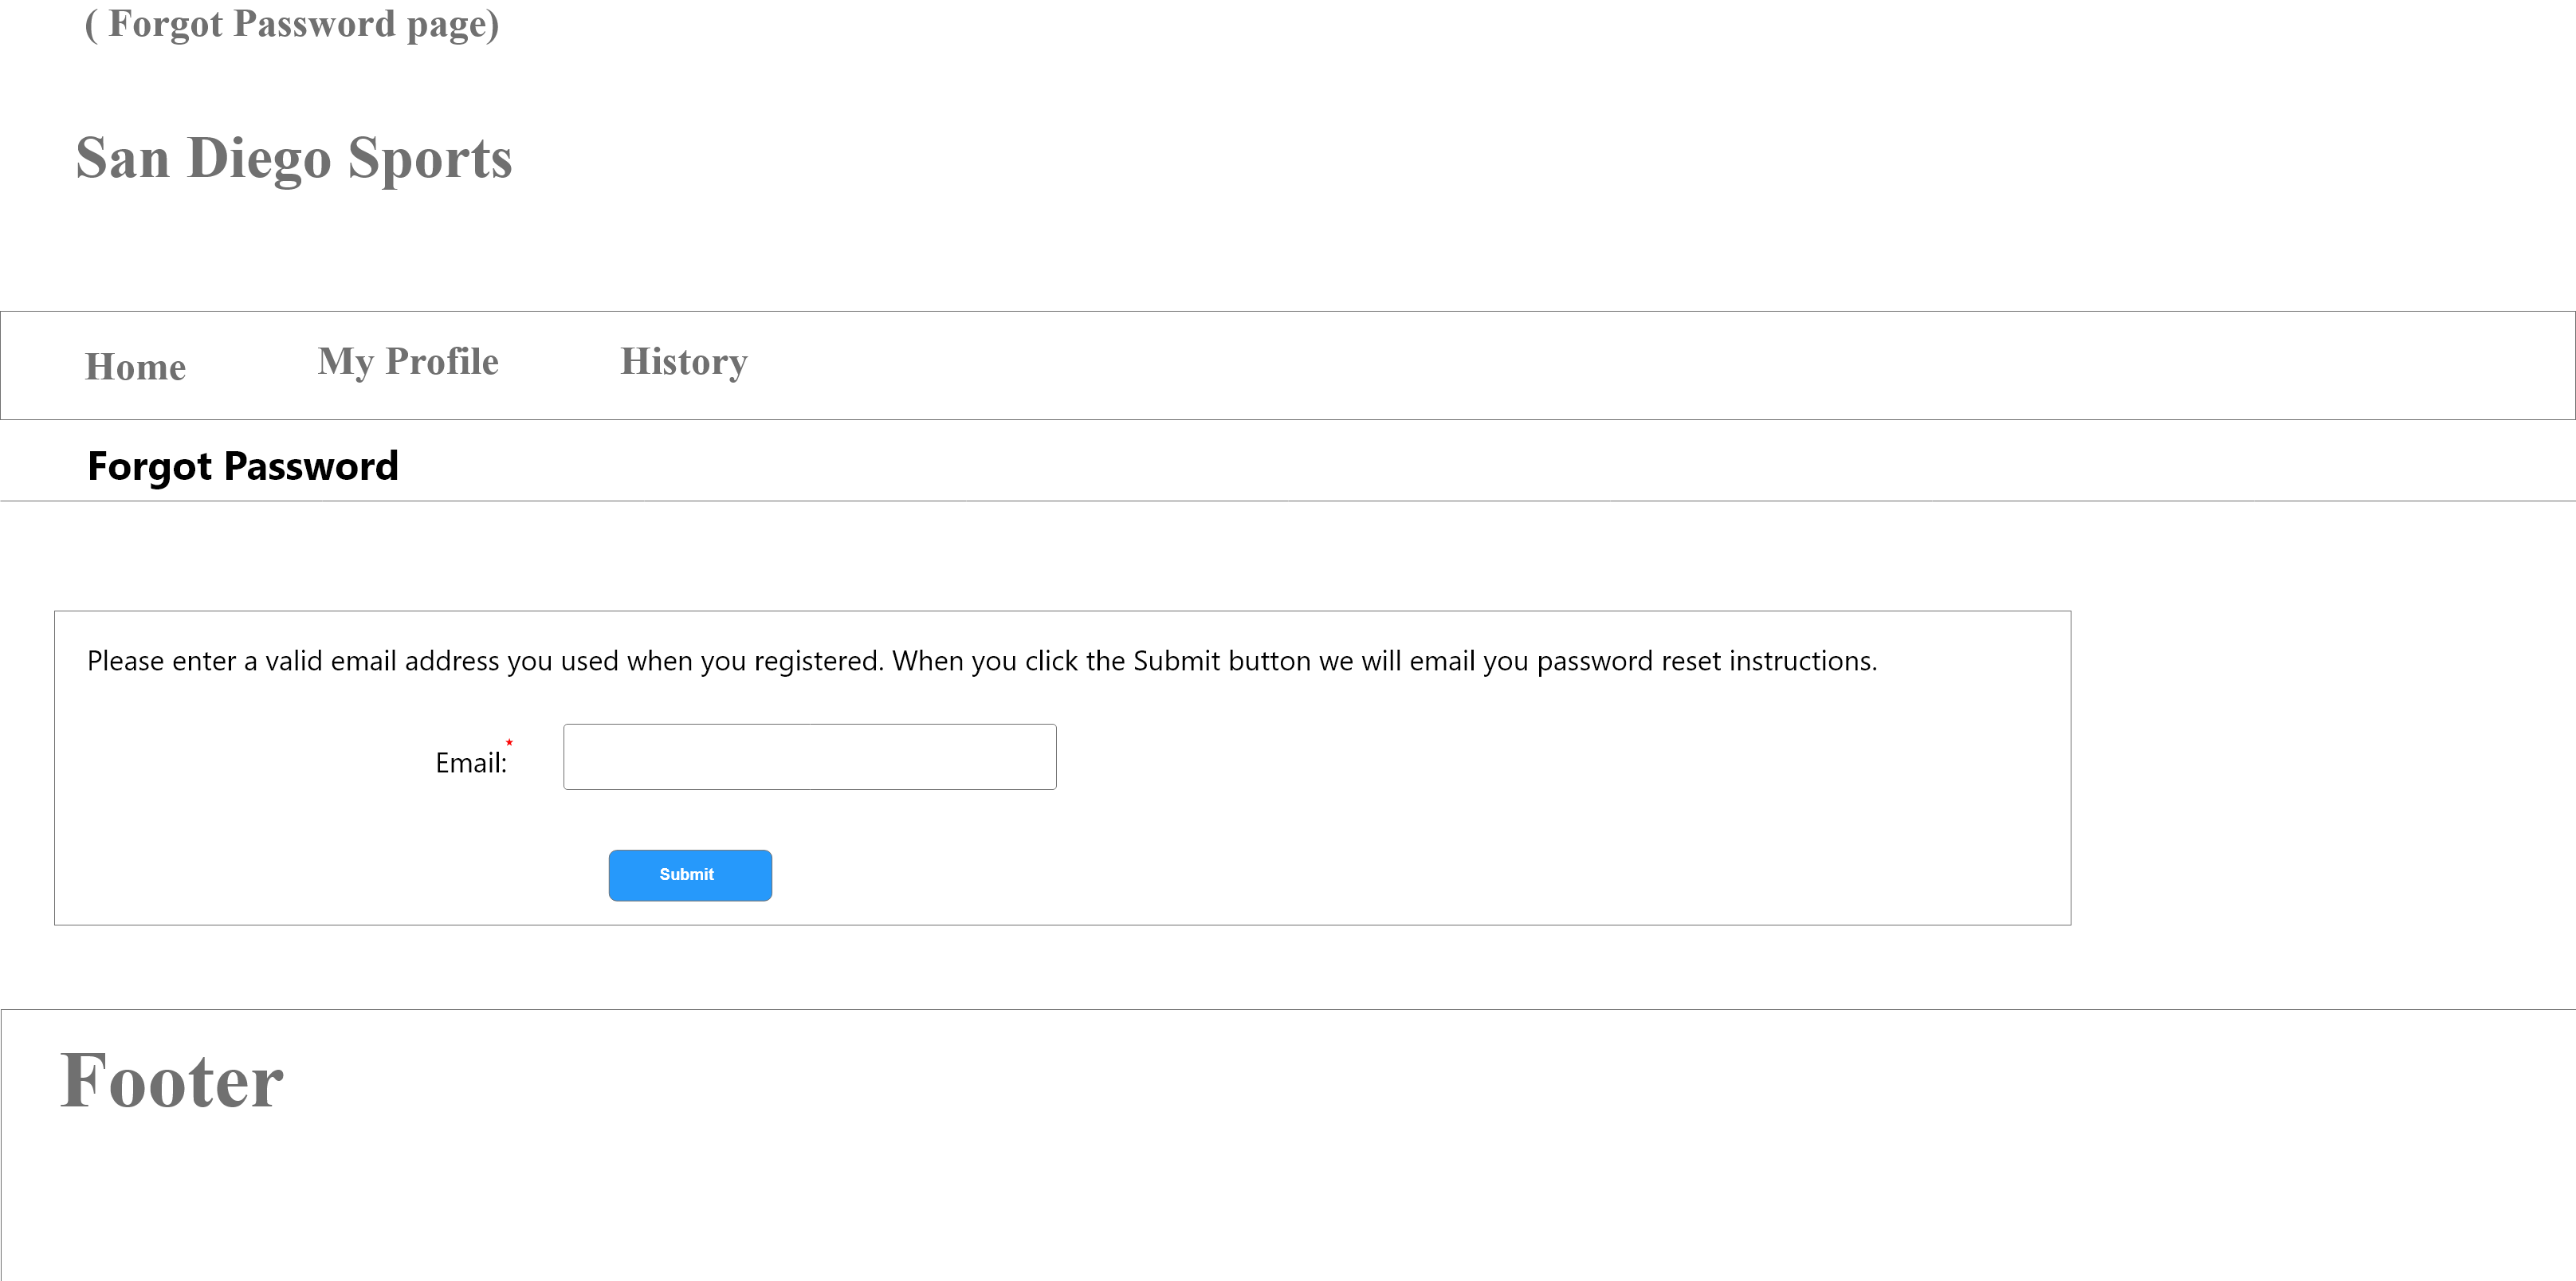 ( Forgot Password page)
San Diego Sports
Home My Profile History
Forgot Password
Please enter a valid email address you used when you registered. When you click the Submit button we will email you password reset instructions.
Email:*
Submit
Footer